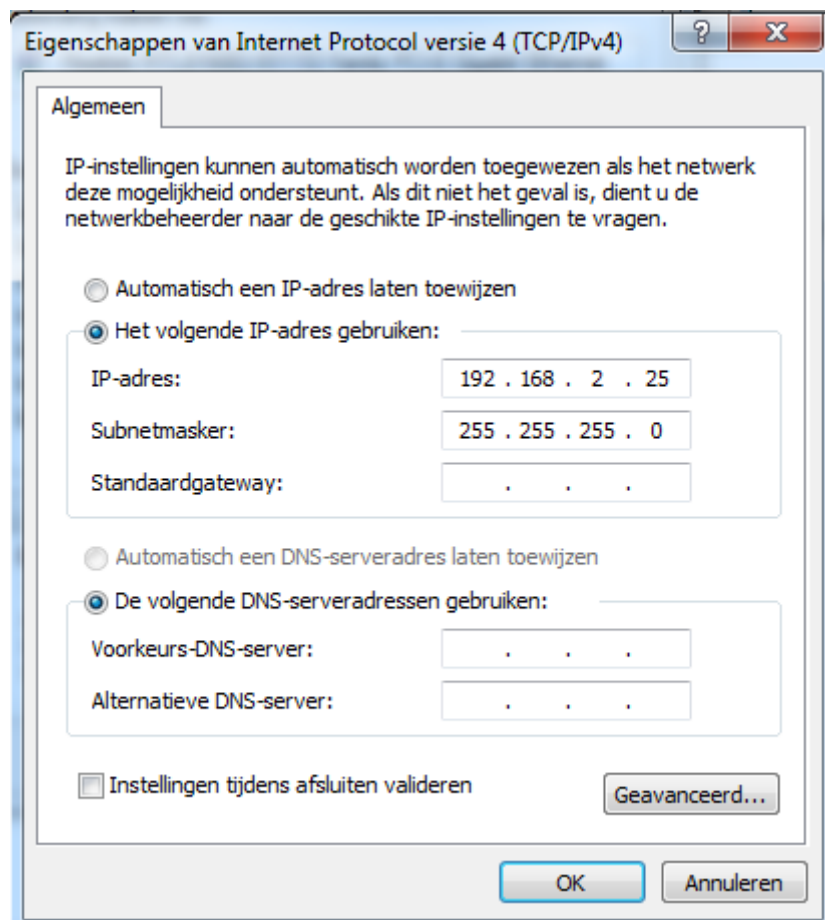 Eigenschappen van Internet Protocol versie 4 (TCP/IPv4)
Algemeen
IP-instellingen kunnen automatisch worden toegewezen als het netwerk
deze mogelijkheid ondersteunt. Als dit niet het geval is, dient u de
netwerkbeheerder naar de geschikte IP-instellingen te vragen.
Automatisch een IP-adres laten toewijzen
Het volgende IP-adres gebruiken:
IP-adres: 192 . 168 . 2 . 25
Subnetmasker: 255 . 255 . 255 . 0
Standaardgateway: . . .
Automatisch een DNS-serveradres laten toewijzen
De volgende DNS-serveradressen gebruiken:
Voorkeurs-DNS-server: . . .
Alternatieve DNS-server: . . .
Instellingen tijdens afsluiten valideren
Geavanceerd...
OK Annuleren